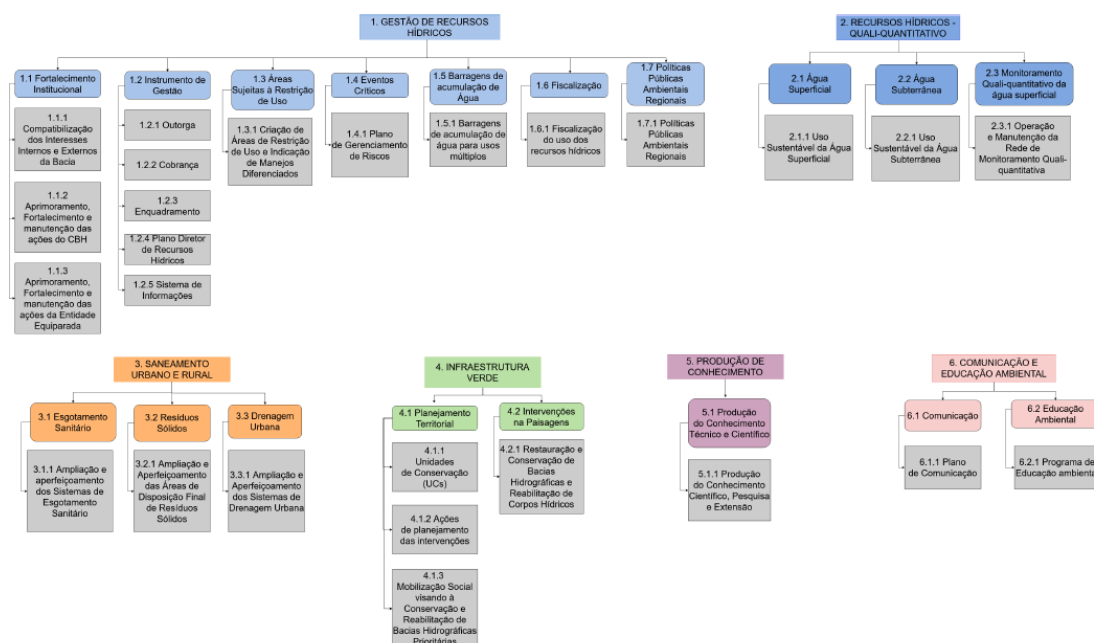 1. GESTÃO DE RECURSOS
HÍDRICOS
2. RECURSOS HÍDRICOS -
QUALI-QUANTITATIVO
1.1 Fortalecimento
Institucional
1.2 Instrumento de
Gestão
1.3 Áreas
Sujeitas à Restrição
de Uso
1.4 Eventos
Críticos
1.5 Barragens de
acumulação de
Água
1.6 Fiscalização
1.7 Políticas
Públicas
Ambientais
Regionais
2.1 Água
Superficial
2.2 Água
Subterrânea
2.3 Monitoramento
Quali-quantitativo da
água superficial
1.1.1
Compatibilização
dos Interesses
Internos e Externos
da Bacia
1.1.2
Aprimoramento,
Fortalecimento e
manutenção das
ações do CBH
1.1.3
Aprimoramento,
Fortalecimento e
manutenção das
ações da Entidade
Equiparada
1.2.1 Outorga
1.2.2 Cobrança
1.2.3
Enquadramento
1.2.4 Plano Diretor
de Recursos
Hídricos
1.2.5 Sistema de
Informações
1.3.1 Criação de
Áreas de Restrição
de Uso e Indicação
de Manejos
Diferenciados
1.4.1 Plano
de Gerenciamento
de Riscos
1.5.1 Barragens
de acumulação de
água para usos
múltiplos
1.6.1 Fiscalização
do uso dos
recursos hídricos
1.7.1 Políticas
Públicas
Ambientais
Regionais
2.1.1 Uso
Sustentável da Água
Superficial
2.2.1 Uso
Sustentável da Água
Subterrânea
2.3.1 Operação
e Manutenção da
Rede de
Monitoramento Quali-
quantitativa
3. SANEAMENTO
URBANO E RURAL
4. INFRAESTRUTURA
VERDE
5. PRODUÇÃO DE
CONHECIMENTO
6. COMUNICAÇÃO E
EDUCAÇÃO AMBIENTAL
3.1 Esgotamento
Sanitário
3.2 Resíduos
Sólidos
3.3 Drenagem
Urbana
4.1 Planejamento
Territorial
4.2 Intervenções
na Paisagens
5.1 Produção
do Conhecimento
Técnico e Científico
6.1 Comunicação
6.2 Educação
Ambiental
3.1.1 Ampliação e
aperfeiçoamento
dos Sistemas de
Esgotamento
Sanitário
3.2.1 Ampliação e
Aperfeiçoamento
das Áreas de
Disposição Final
de Resíduos
Sólidos
3.3.1 Ampliação e
Aperfeiçoamento
dos Sistemas de
Drenagem Urbana
4.1.1
Unidades
de Conservação
(UCs)
4.1.2 Ações
de planejamento
das intervenções
4.1.3
Mobilização Social
visando à
Conservação e
Reabilitação de
Bacias Hidrográficas
Prioritárias
4.2.1 Restauração e
Conservação de
Bacias
Hidrográficas e
Reabilitação de
Corpos Hídricos
5.1.1 Produção
do Conhecimento
Científico, Pesquisa
e Extensão
6.1.1 Plano
de Comunicação
6.2.1 Programa de
Educação ambiental